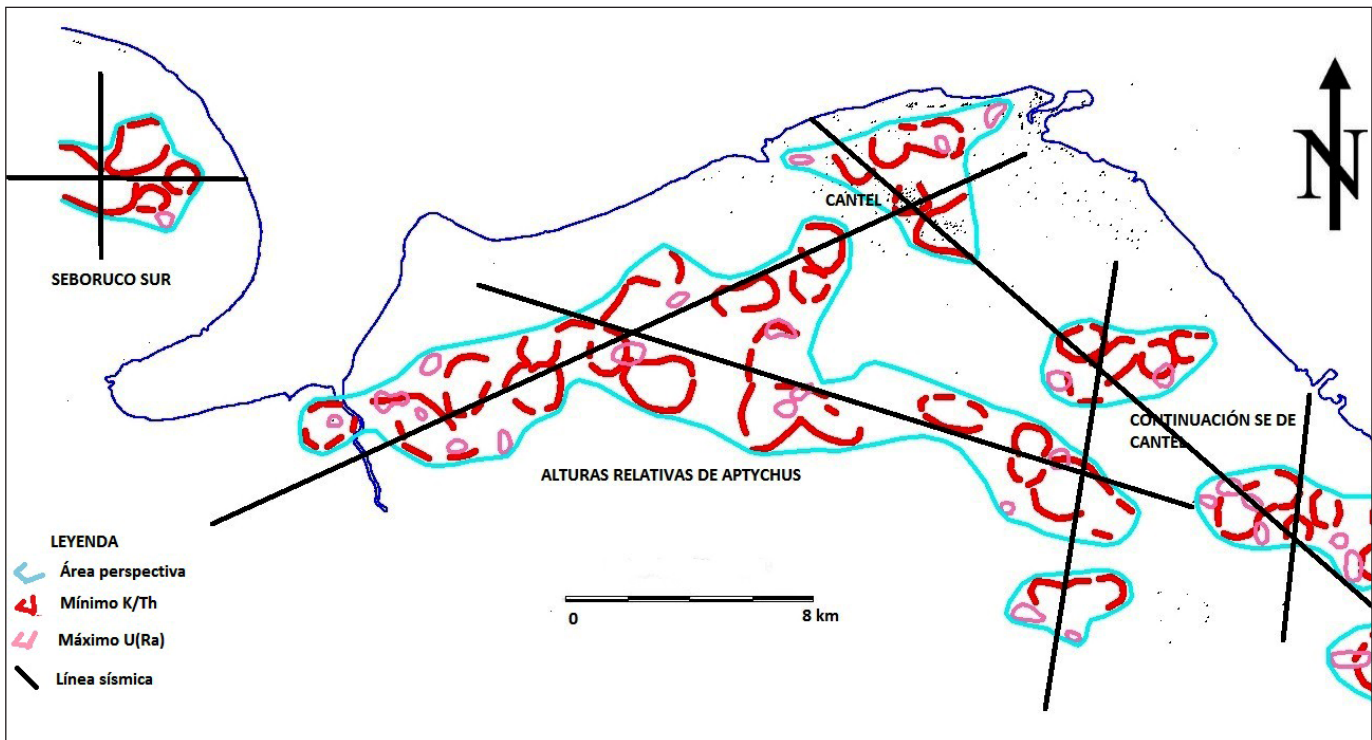 N
CANTEL
SEBORUCO SUR
CONTINUACIÓN SE DE
CANTEL
ALTURAS RELATIVAS DE APTYCHUS
LEYENDA
Área perspectiva
Mínimo K/Th
Máximo U(Ra)
Línea sísmica
0 8 km